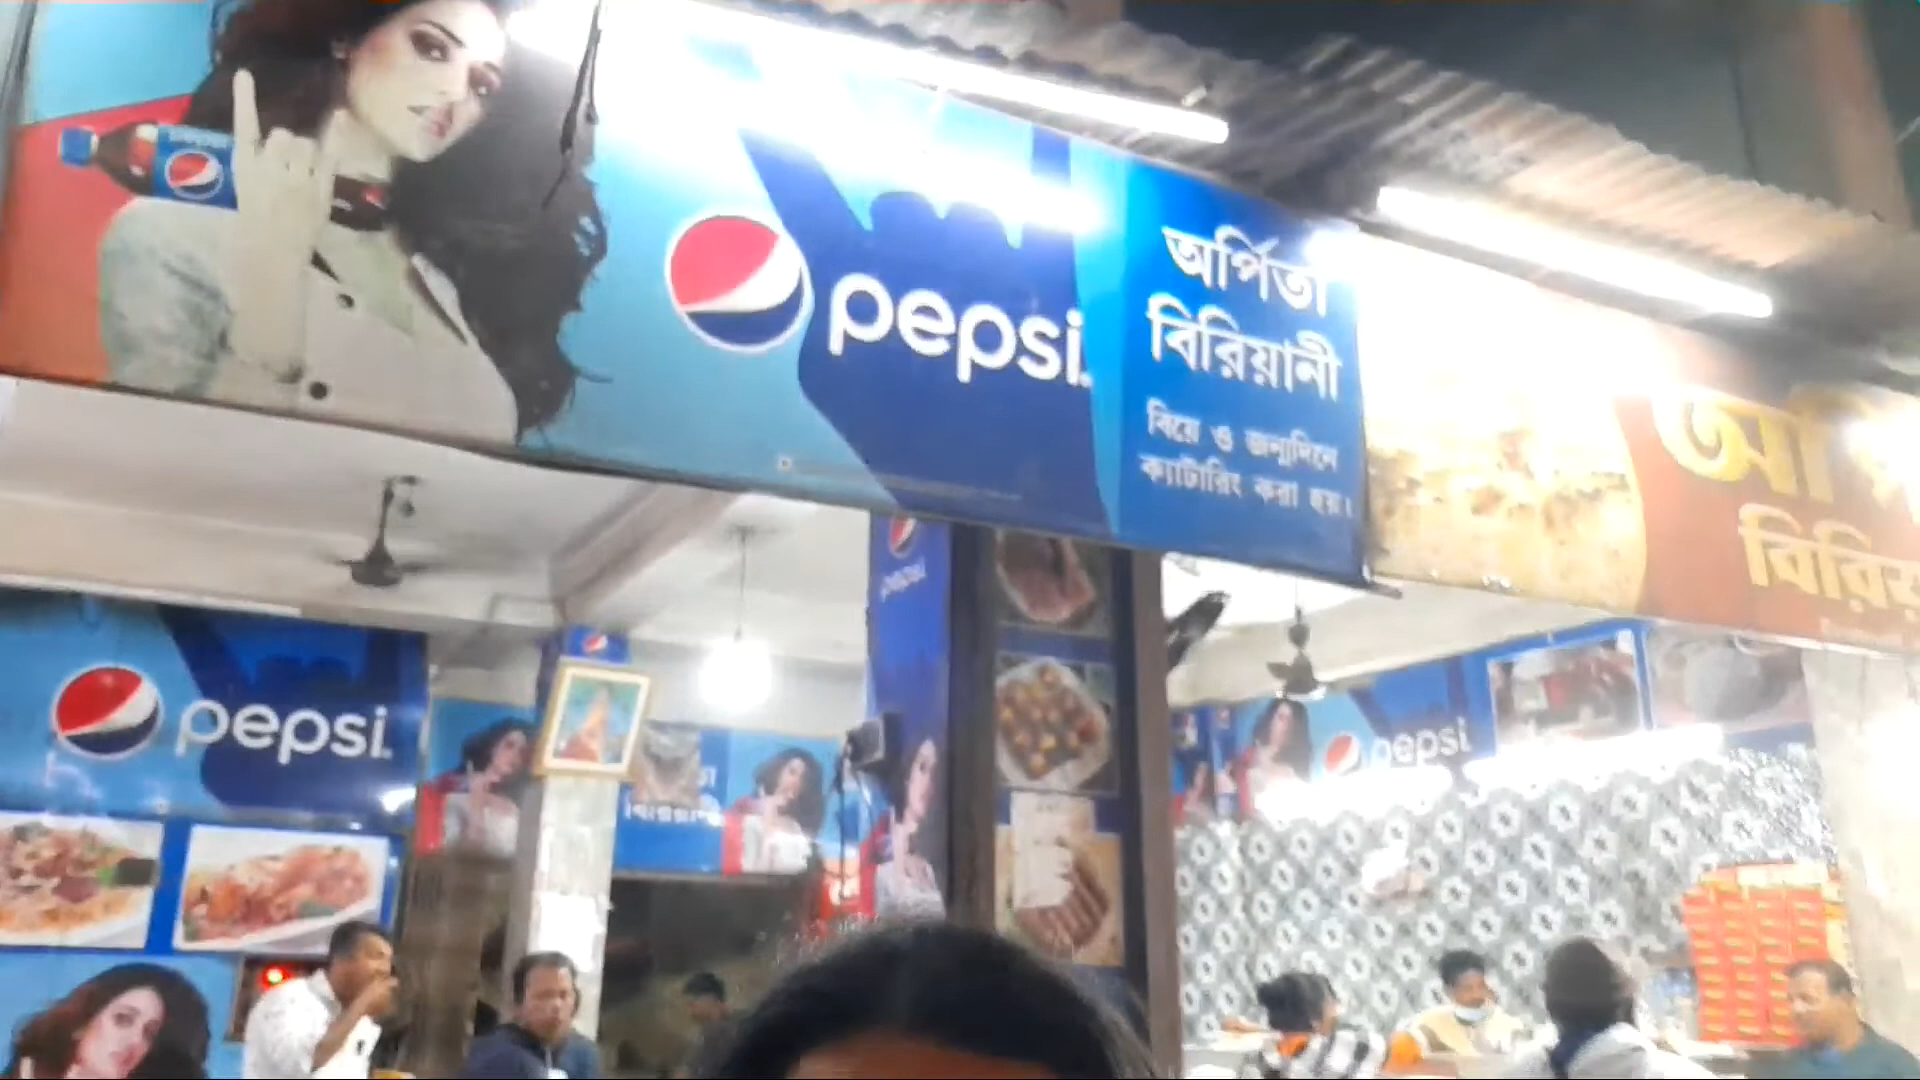 pepsi
অর্পিতা
বিরিয়ানী
বিয়ে ও জন্মদিনে
ক্যাটারিং করা হয়।
বিরিয়
pepsi
pepsi
pepsi